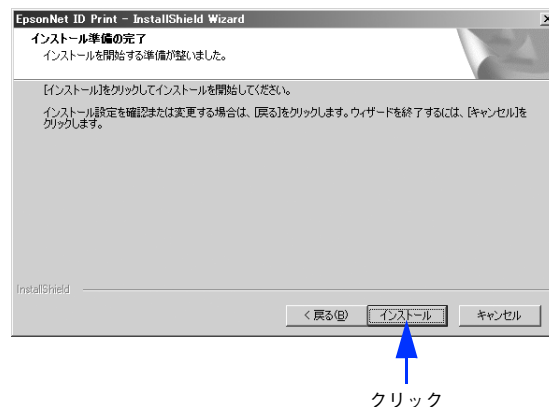 EpsonNet ID Print - InstallShield Wizard
インストール準備の完了
インストールを開始する準備が整いました。
[インストール]をクリックしてインストールを開始してください。
インストール設定を確認または変更する場合は、[戻る]をクリックします。ウィザードを終了するには、[キャンセル]を
クリックします。
InstallShield
< 戻る(B) インストール キャンセル
クリック